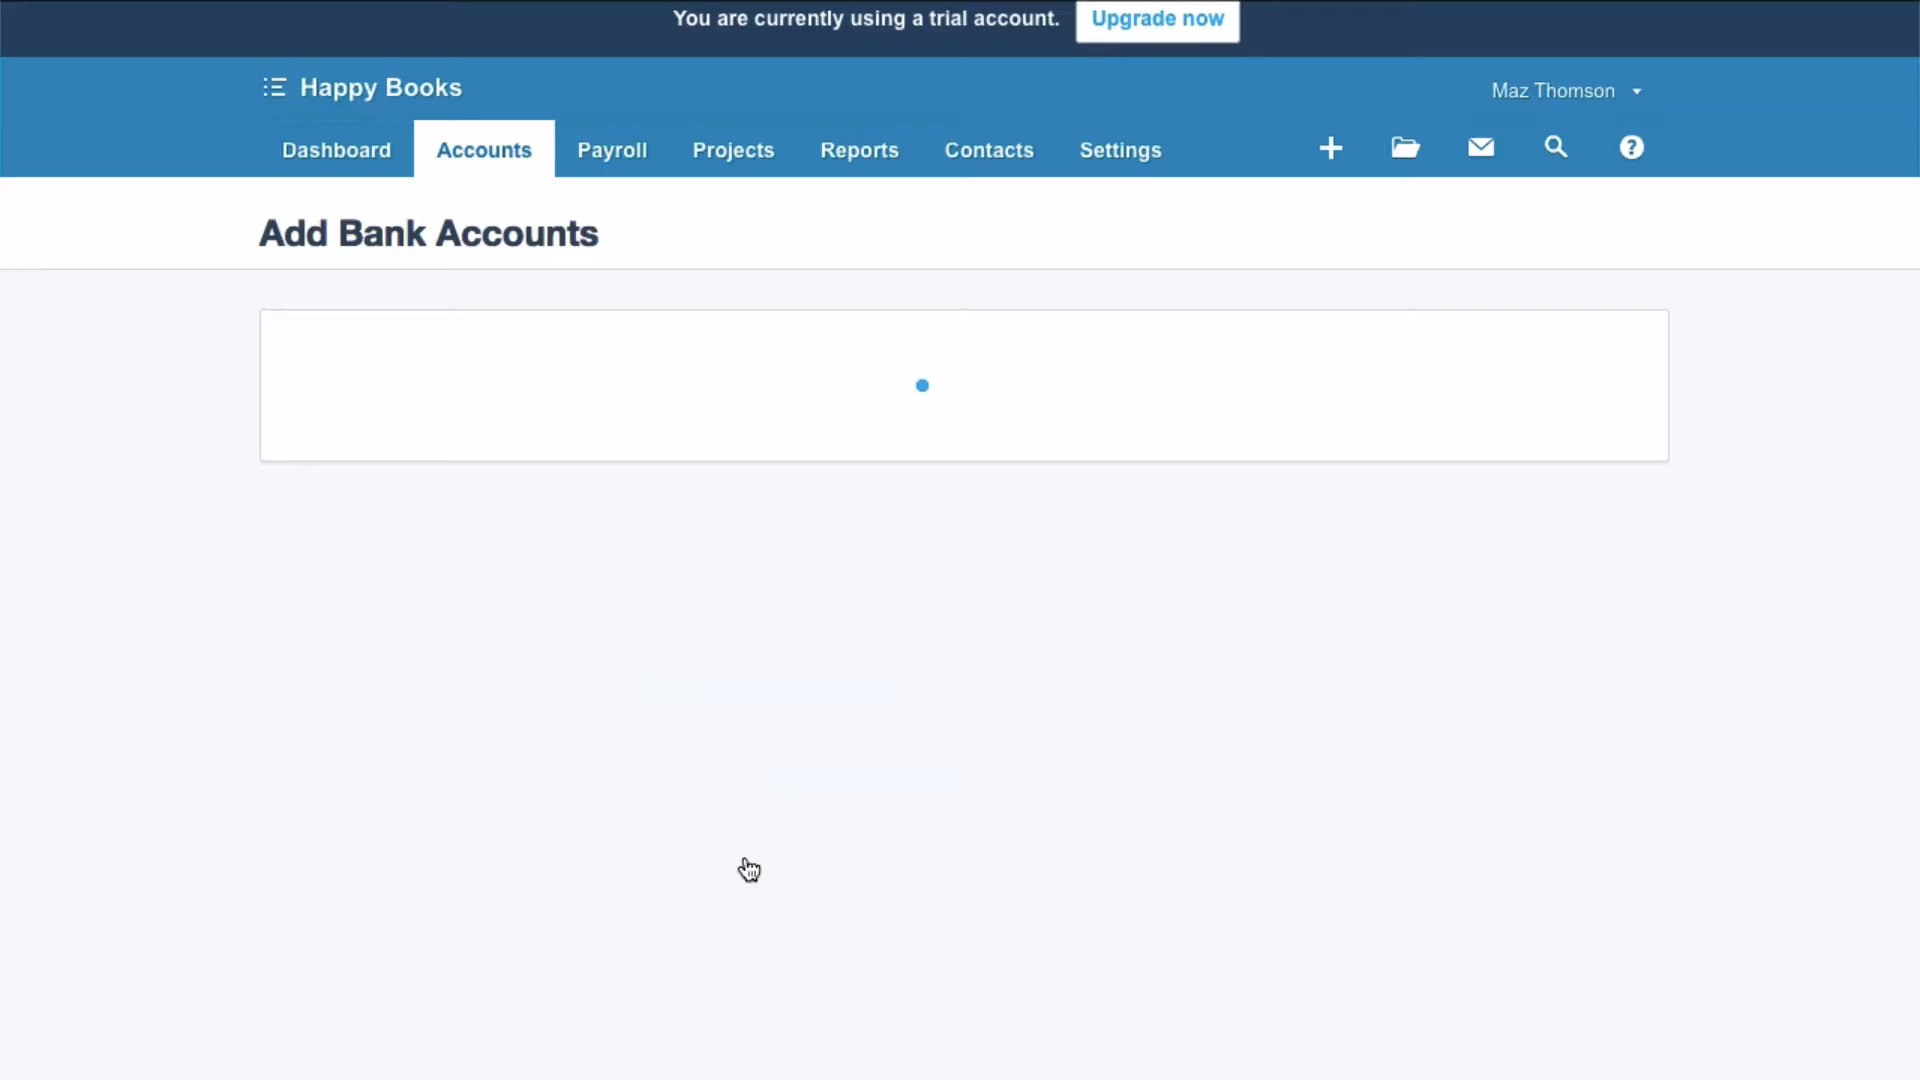 You are currently using a trial account. Upgrade now
Happy Books
Maz Thomson
Dashboard Accounts Payroll Projects Reports Contacts Settings
Add Bank Accounts